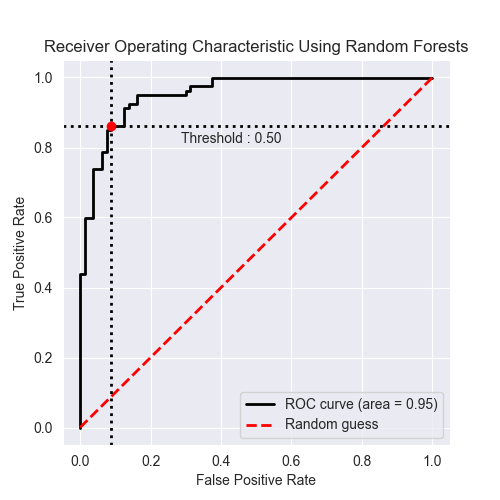 Receiver Operating Characteristic Using Random Forests
1.0
0.8
0.6
0.4
0.2
0.0
True Positive Rate
Threshold : 0.50
ROC curve (area = 0.95)
Random guess
0.0 0.2 0.4 0.6 0.8 1.0
False Positive Rate